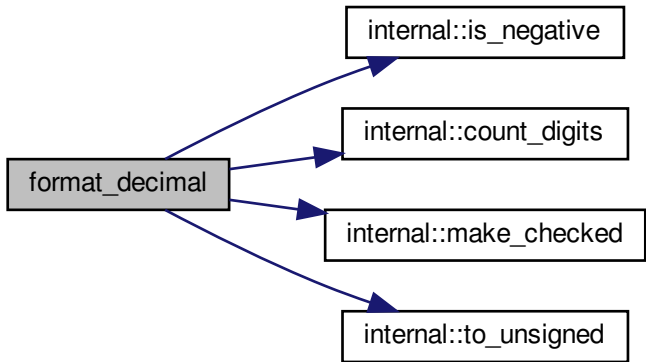 internal::is_negative
internal::count_digits
format_decimal
internal::make_checked
internal::to_unsigned